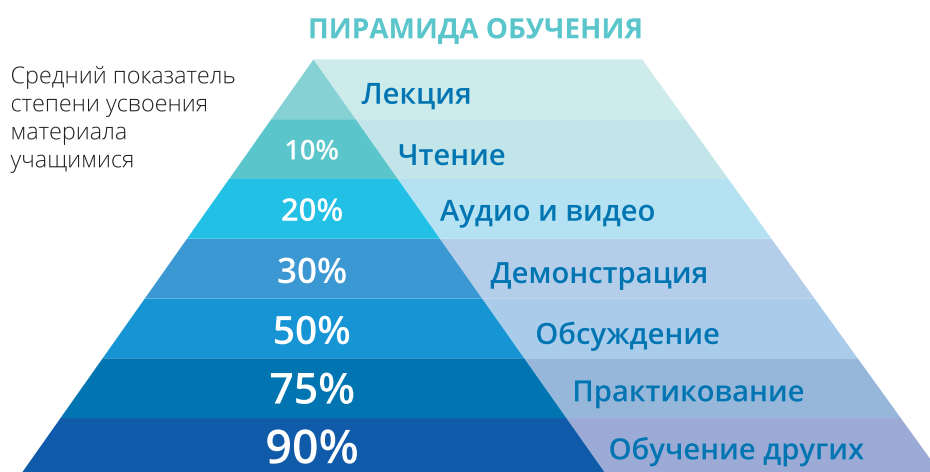 ПИРАМИДА ОБУЧЕНИЯ
Средний показатель
степени усвоения
материала
учащимися
Лекция
10% Чтение
20% Аудио и видео
30% Демонстрация
50% Обсуждение
75% Практикование
90% Обучение других